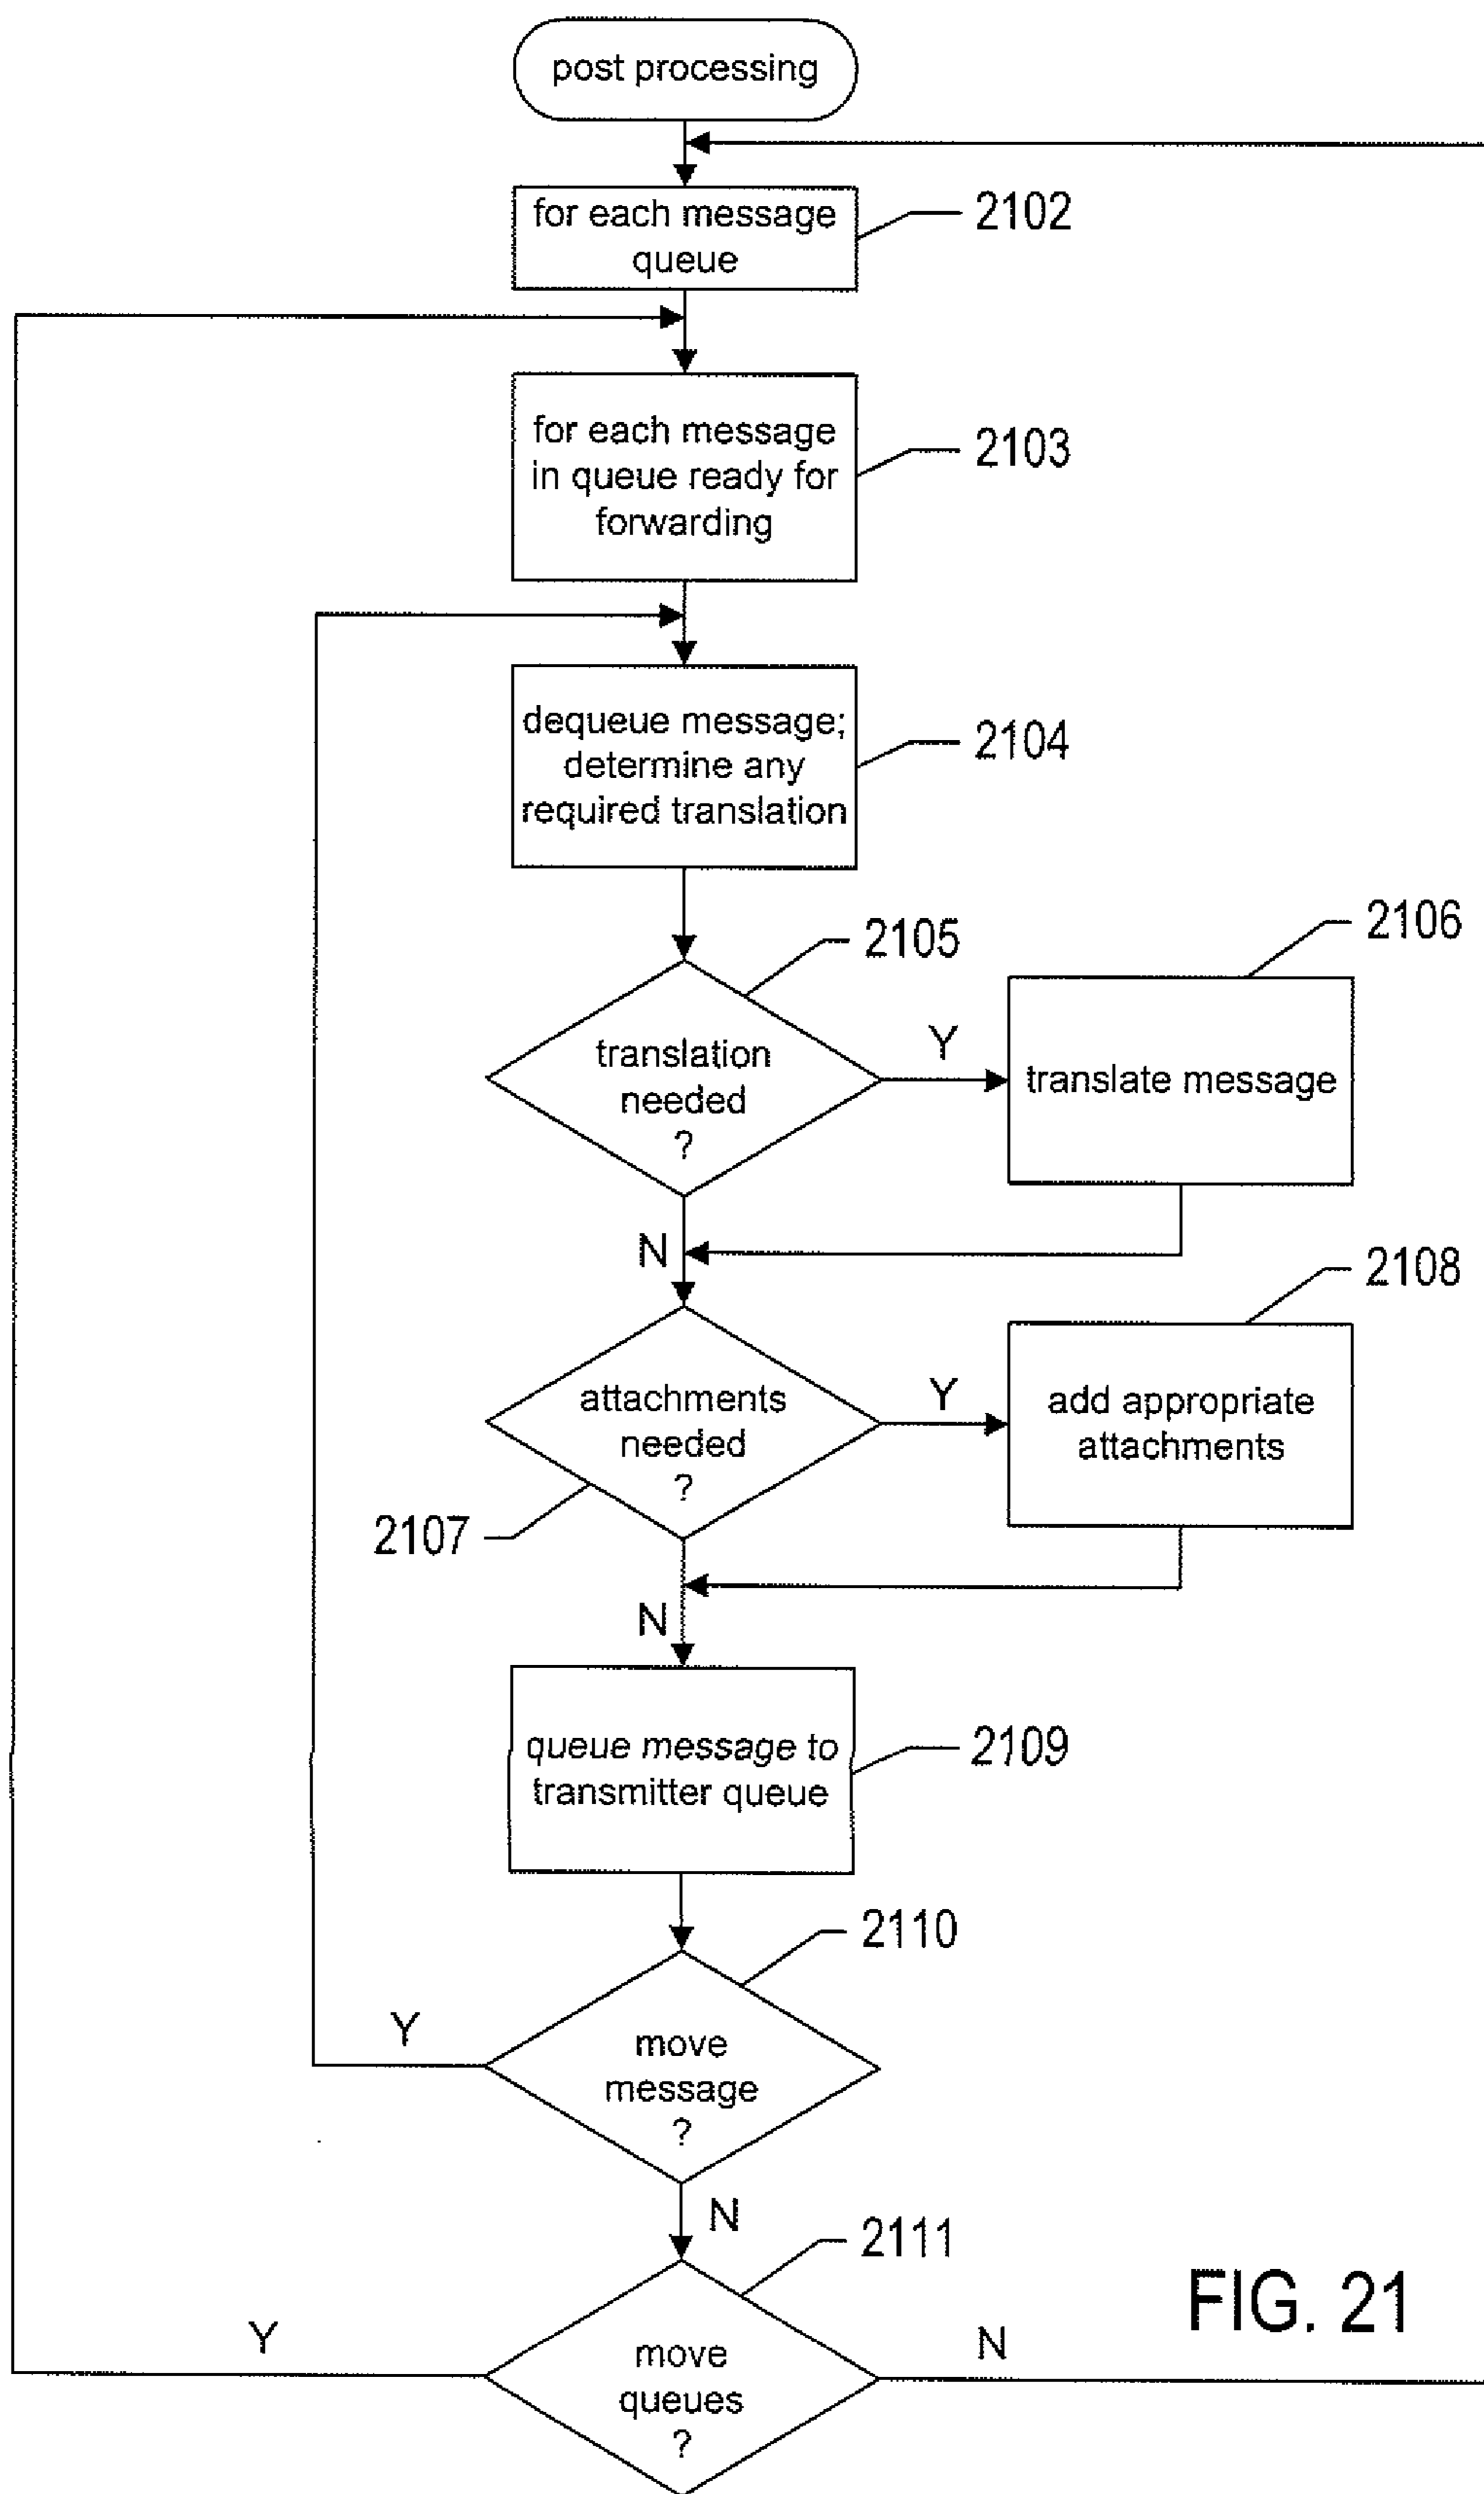 post processing
for each message
queue
2102
for each message
in queue ready for
forwarding
2103
dequeue message;
determine any
required translation
2104
2105
2106
translation
needed
?
Y
translate message
N
2108
attachments
needed
?
Y
add appropriate
attachments
2107
N
queue message to
transmitter queue
2109
2110
Y
move
message
?
N
2111
FIG. 21
Y
move
queues
?
N